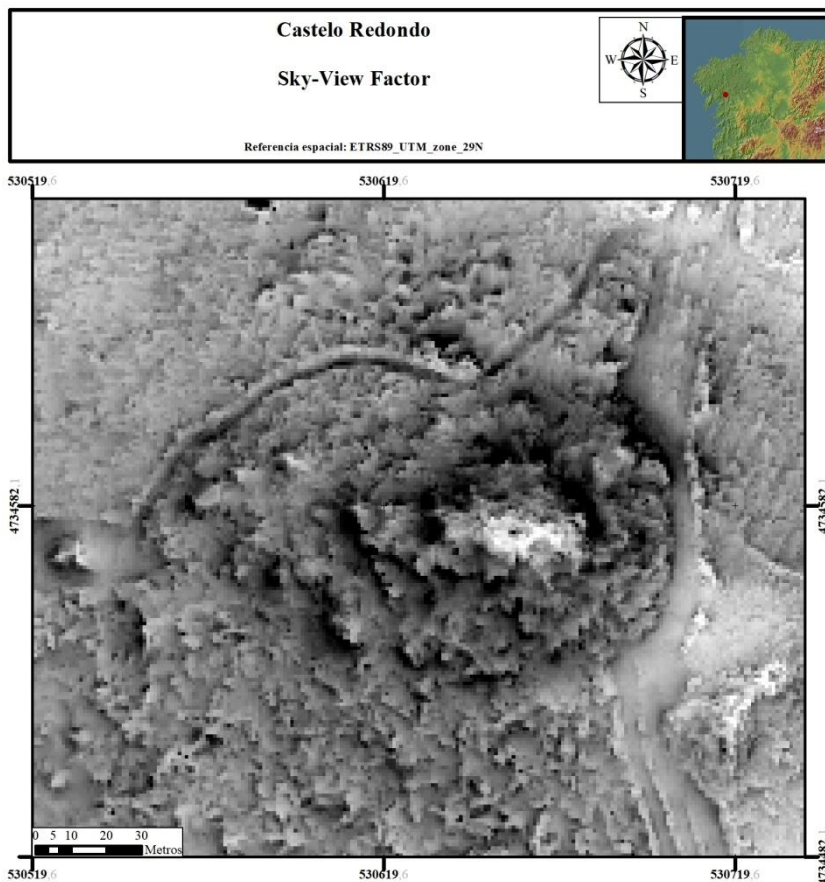 Castelo Redondo
Sky-View Factor
Referencia espacial: ETRS89_UTM_zone_29N
N
W E
S
530519,6 530619,6 530719,6
4734582,1 4734582,1
0 5 10 20 30
Metros
4734482,1
530519,6 530619,6 530719,6